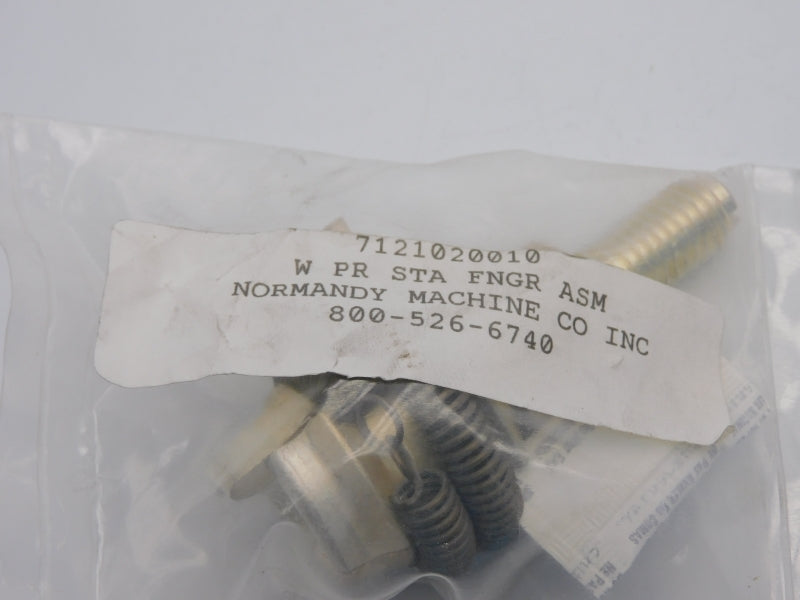 7121020010
W PR STA FNGR ASM
NORMANDY MACHINE CO INC
800-526-6740